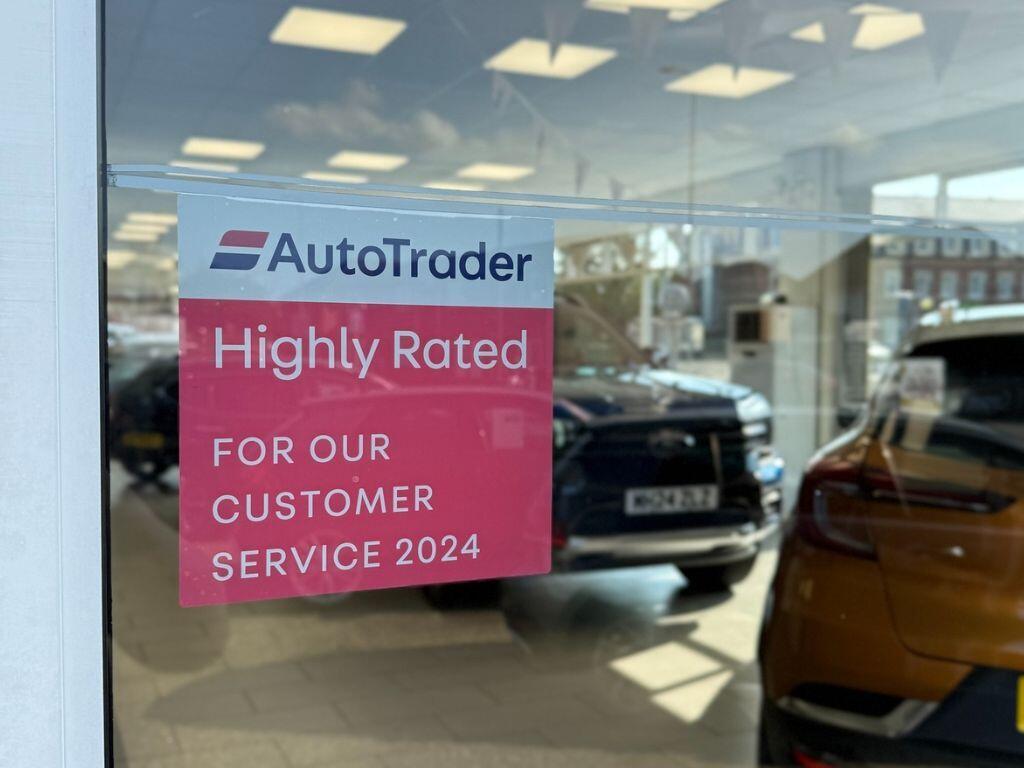 AutoTrader
Highly Rated
FOR OUR
CUSTOMER
SERVICE 2024